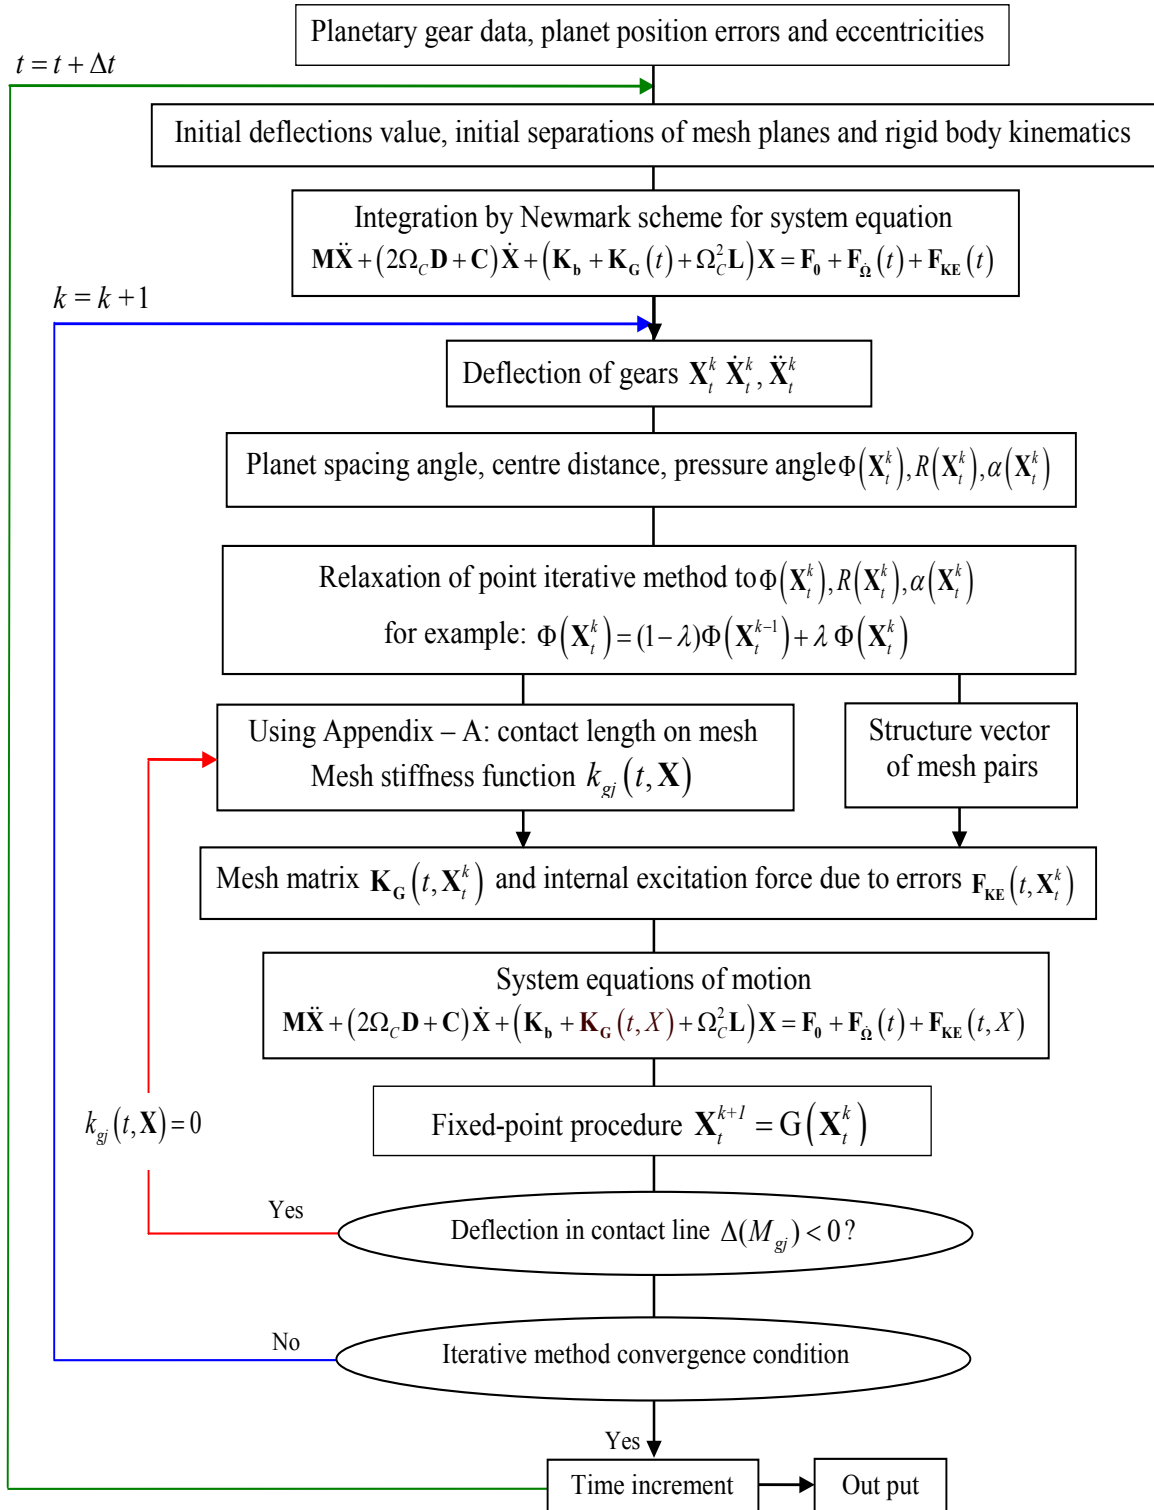 Planetary gear data, planet position errors and eccentricities
t = t + Δt
Initial deflections value, initial separations of mesh planes and rigid body kinematics
Integration by Newmark scheme for system equation
MẌ + (2Ω_C D + C)Ẋ + (K_b + K_G(t) + Ω_C^2 L)X = F_0 + F_Ω̇(t) + F_KE(t)
k = k +1
Deflection of gears X_t^k Ẋ_t^k, Ẍ_t^k
Planet spacing angle, centre distance, pressure angle Φ(X_t^k), R(X_t^k), α(X_t^k)
Relaxation of point iterative method to Φ(X_t^k), R(X_t^k), α(X_t^k)
for example: Φ(X_t^k) = (1−λ)Φ(X_t^{k−1}) + λ Φ(X_t^k)
Using Appendix – A: contact length on mesh
Mesh stiffness function k_gj(t, X)
Structure vector
of mesh pairs
Mesh matrix K_G(t, X_t^k) and internal excitation force due to errors F_KE(t, X_t^k)
System equations of motion
MẌ + (2Ω_C D + C)Ẋ + (K_b + K_G(t, X) + Ω_C^2 L)X = F_0 + F_Ω̇(t) + F_KE(t, X)
k_gj(t, X) = 0
Fixed-point procedure X_t^{k+1} = G(X_t^k)
Yes
Deflection in contact line Δ(M_gj) < 0 ?
No
Iterative method convergence condition
Yes
Time increment
Out put